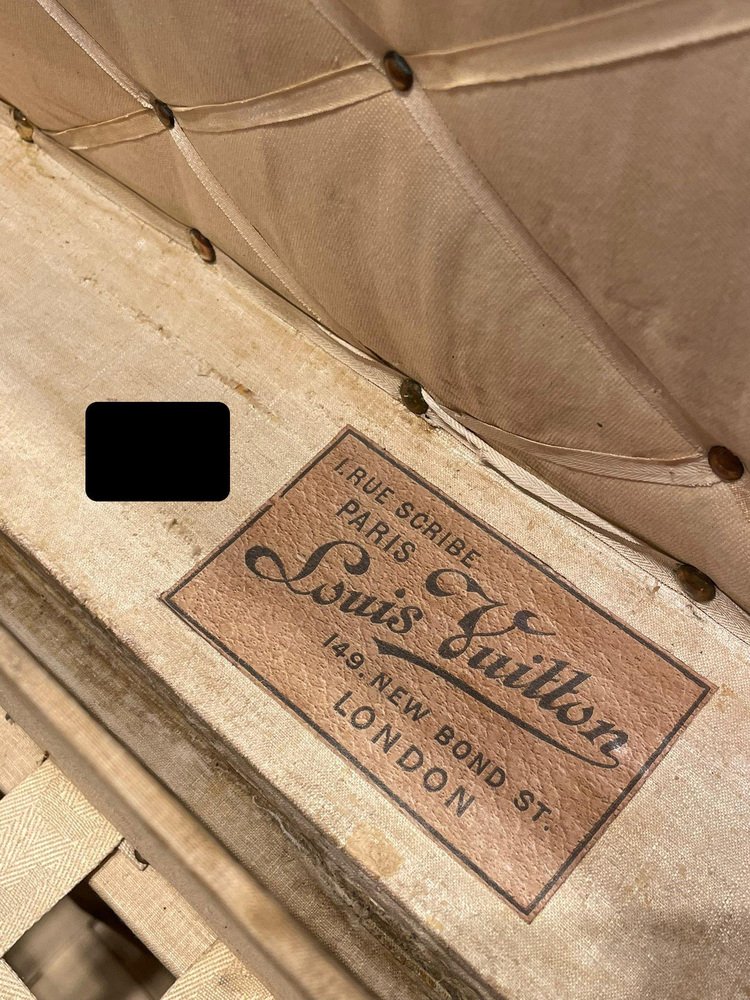 1. RUE SCRIBE
PARIS
Louis Vuitton
149. NEW BOND ST.
LONDON